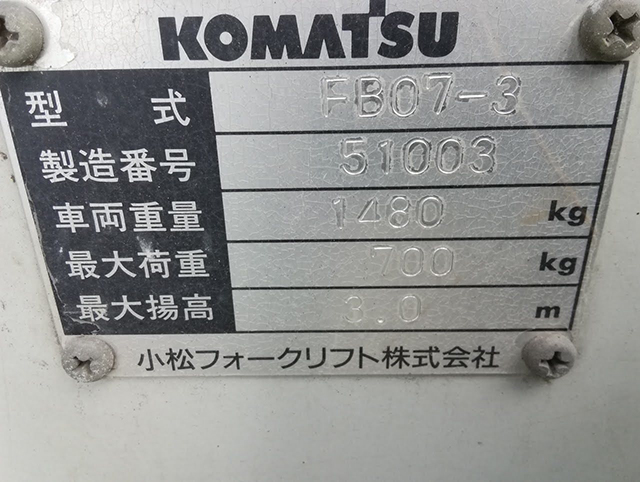 KOMATSU
型 式 FB07-3
製造番号 51003
車両重量 1480 kg
最大荷重 700 kg
最大揚高 3.0 m
小松フォークリフト株式会社